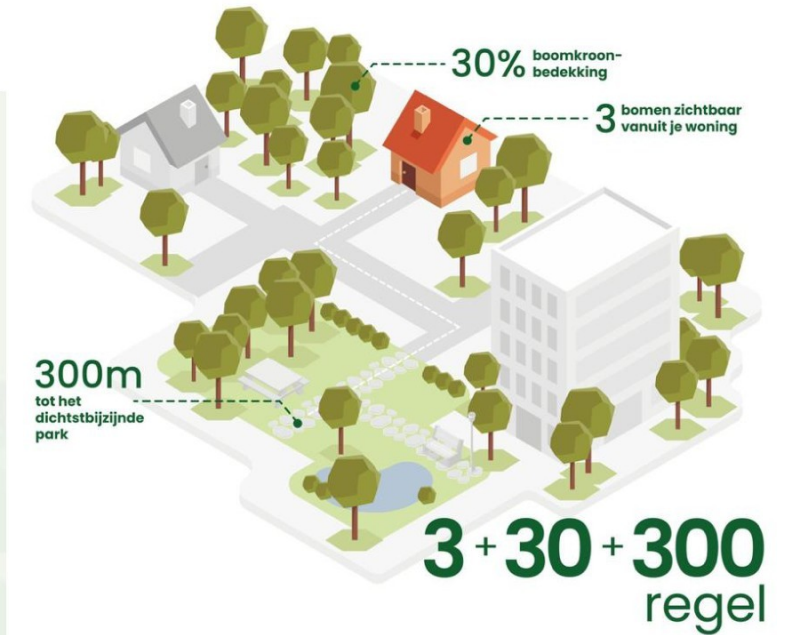 30% boomkroon-
bedekking
3 bomen zichtbaar
vanuit je woning
300m
tot het
dichtstbijzijnde
park
3+30+300
regel